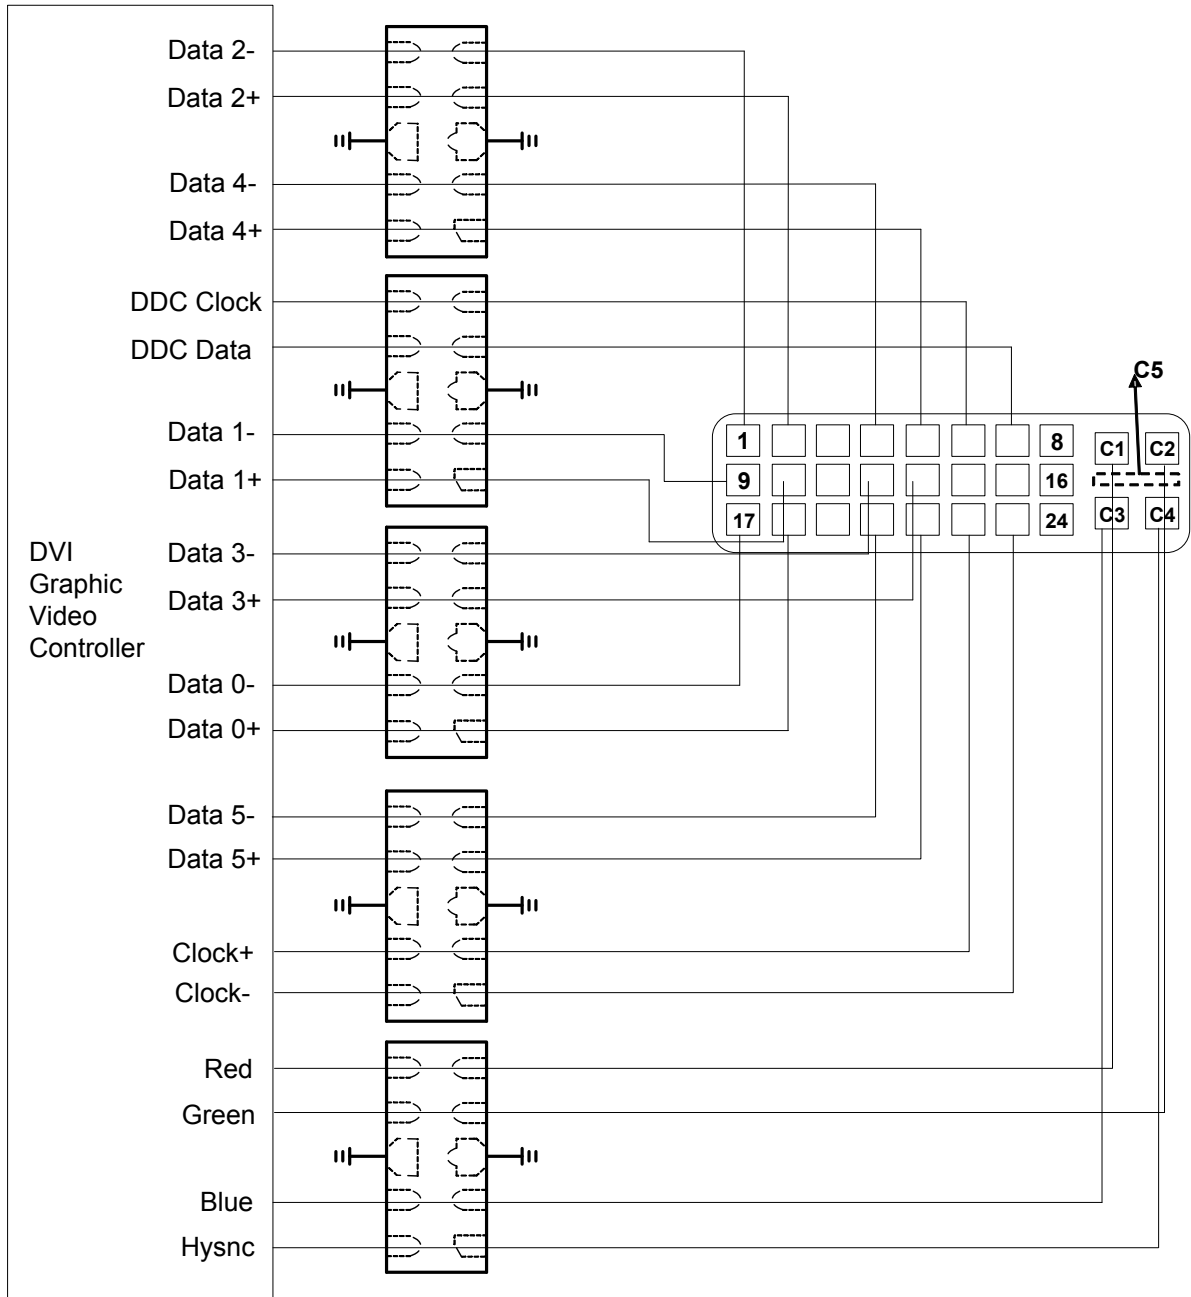 Data 2-
Data 2+
Data 4-
Data 4+
DDC Clock
DDC Data
Data 1-
Data 1+
DVI
Graphic
Video
Controller
Data 3-
Data 3+
Data 0-
Data 0+
Data 5-
Data 5+
Clock+
Clock-
Red
Green
Blue
Hysnc
C5
1
8
C1
C2
9
16
17
24
C3
C4